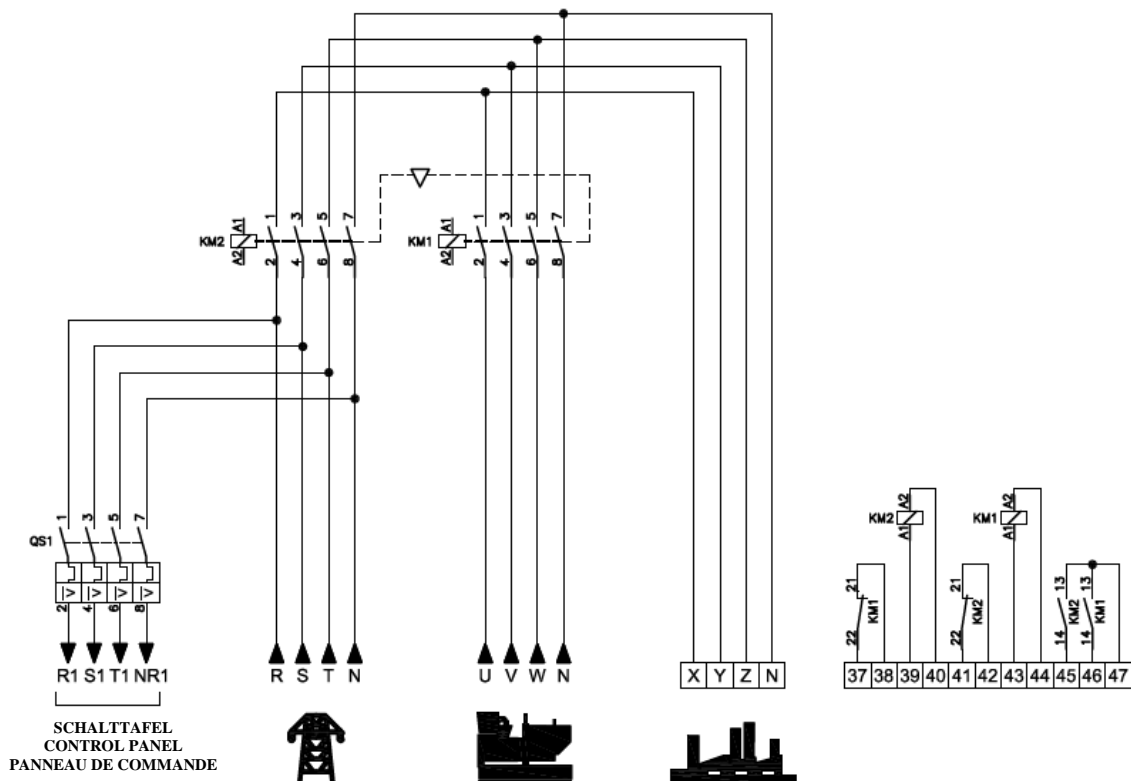 1 3 5 7 1 3 5 7
A1 KM2 A2 A1 KM1 A2
2 4 6 8 2 4 6 8
1 3 5 7
QS1
I> I> I> I>
2 4 6 8
A2 KM2 A1 A2 KM1 A1
21 KM1 22 21 KM2 22 13 KM2 14 13 KM1 14
R1 S1 T1 NR1 R S T N U V W N X Y Z N 37 38 39 40 41 42 43 44 45 46 47
SCHALTTAFEL
CONTROL PANEL
PANNEAU DE COMMANDE